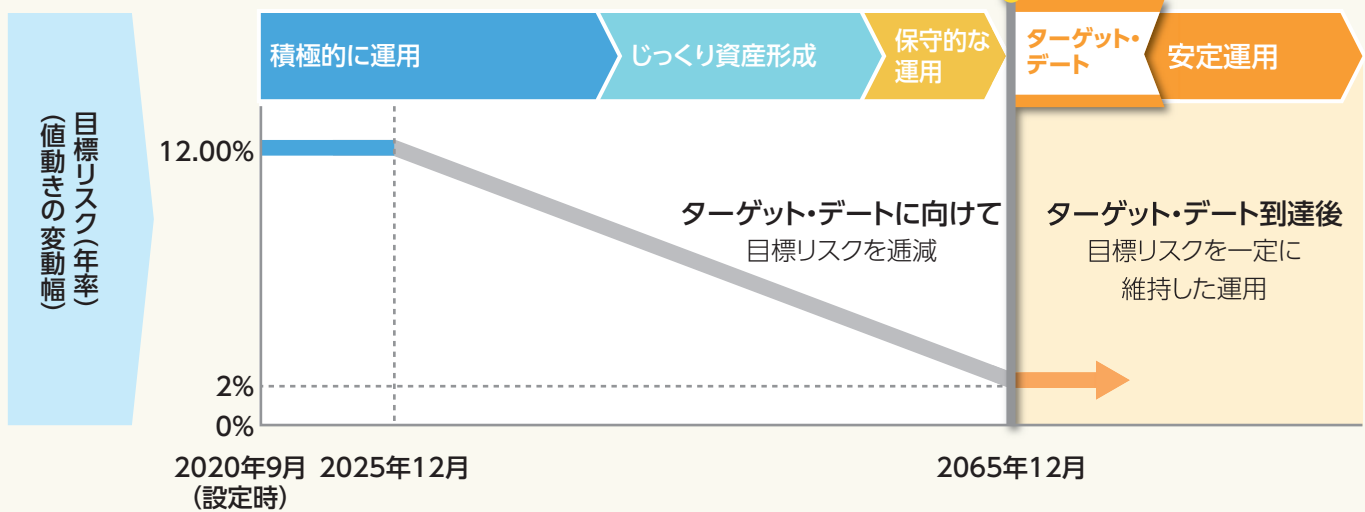 積極的に運用
じっくり資産形成
保守的な
運用
ターゲット・
デート
安定運用
目標リスク（年率）
（値動きの変動幅）
12.00%
ターゲット・デートに向けて
目標リスクを逓減
ターゲット・デート到達後
目標リスクを一定に
維持した運用
2%
0%
2020年9月
（設定時）
2025年12月
2065年12月